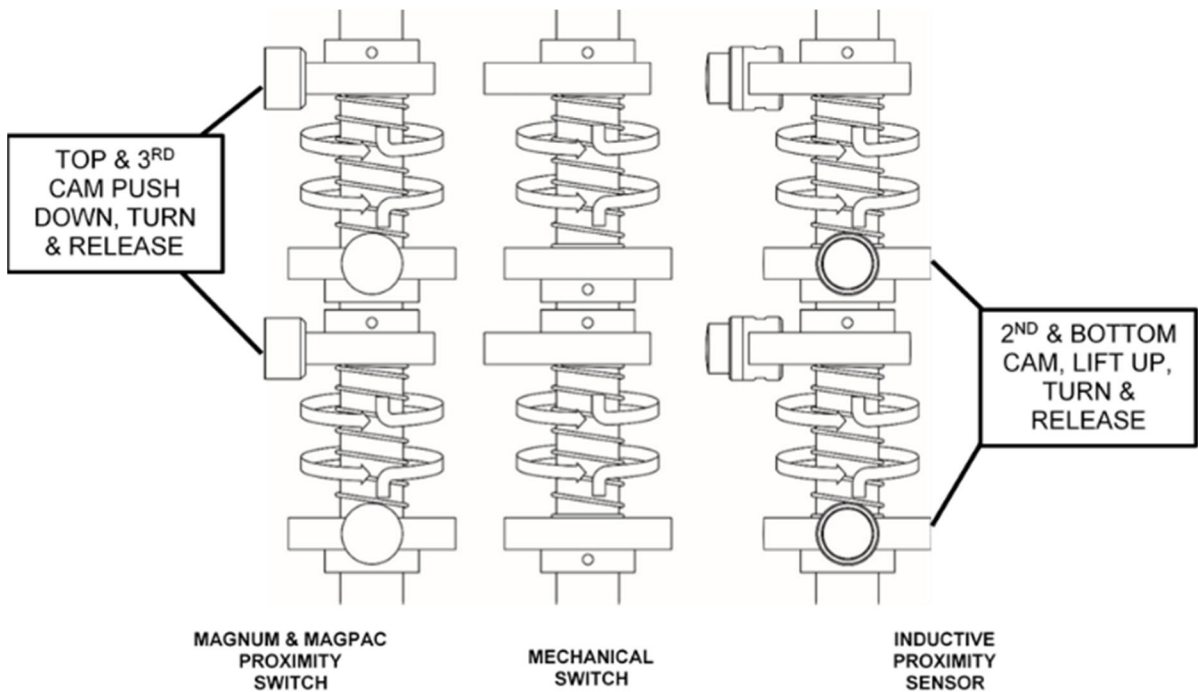 TOP & 3RD
CAM PUSH
DOWN, TURN
& RELEASE
2ND & BOTTOM
CAM, LIFT UP,
TURN &
RELEASE
MAGNUM & MAGPAC
PROXIMITY
SWITCH
MECHANICAL
SWITCH
INDUCTIVE
PROXIMITY
SENSOR